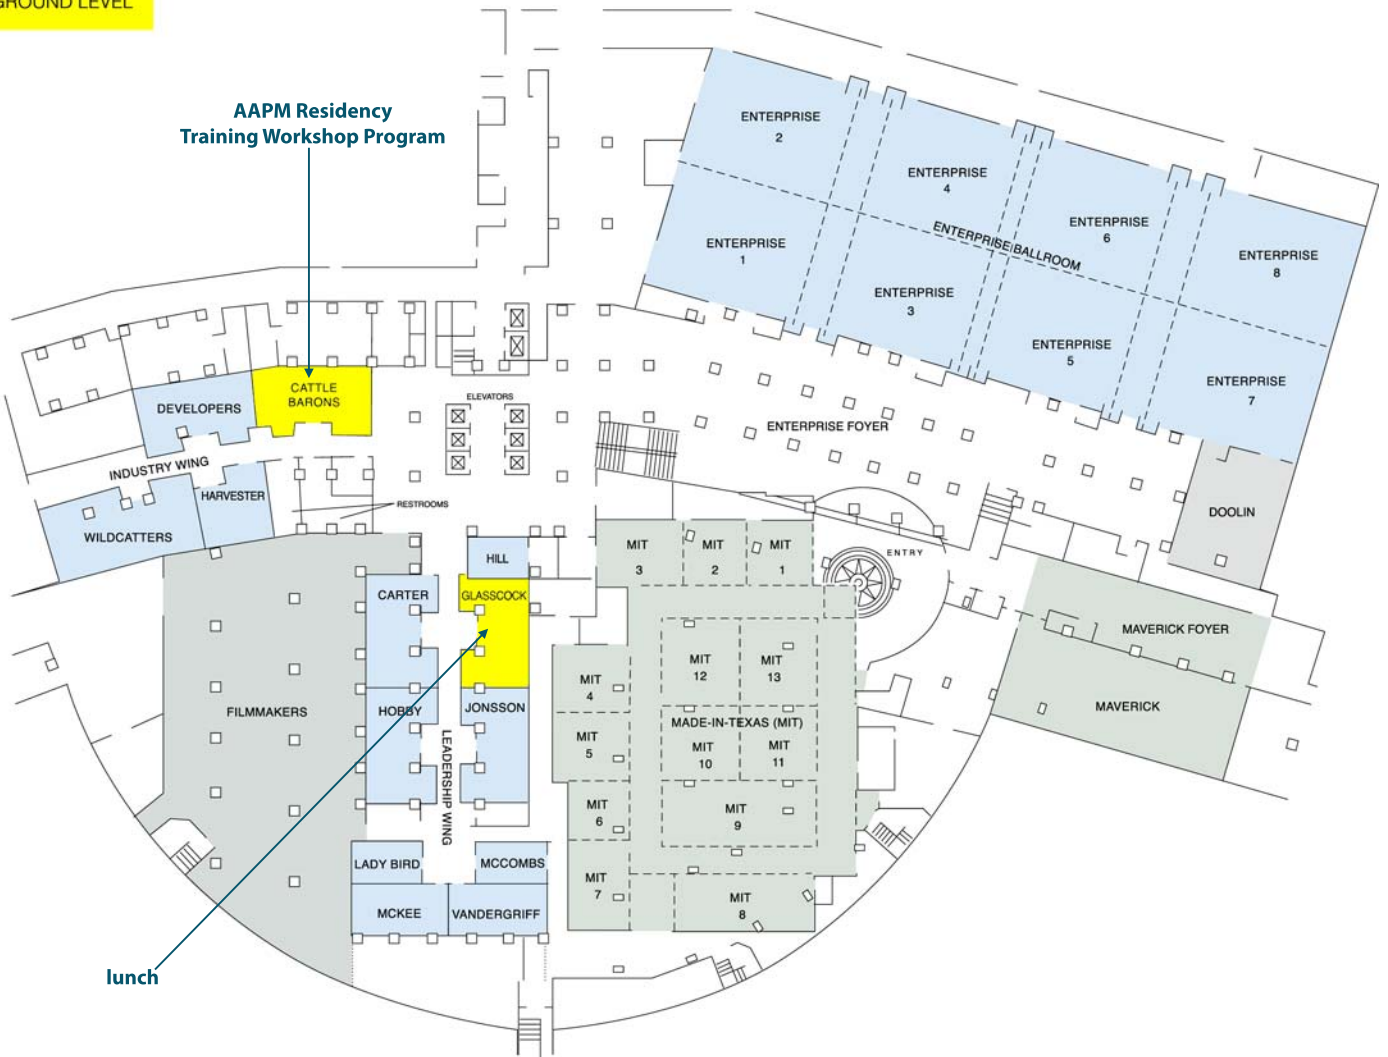 GROUND LEVEL
AAPM Residency
Training Workshop Program
ENTERPRISE
2
ENTERPRISE
4
ENTERPRISE
6
ENTERPRISE
8
ENTERPRISE BALLROOM
ENTERPRISE
1
ENTERPRISE
3
ENTERPRISE
5
ENTERPRISE
7
CATTLE
BARONS
DEVELOPERS
ELEVATORS
ENTERPRISE FOYER
INDUSTRY WING
HARVESTER
RESTROOMS
WILDCATTERS
DOOLIN
HILL
MIT
3
MIT
2
MIT
1
ENTRY
CARTER
GLASSCOCK
MAVERICK FOYER
MIT
12
MIT
13
MIT
4
MAVERICK
FILMMAKERS
HOBBY
JONSSON
MADE-IN-TEXAS (MIT)
MIT
5
MIT
10
MIT
11
LEADERSHIP WING
MIT
6
MIT
9
LADY BIRD
MCCOMBS
MIT
7
MIT
8
MCKEE
VANDERGRIFF
lunch